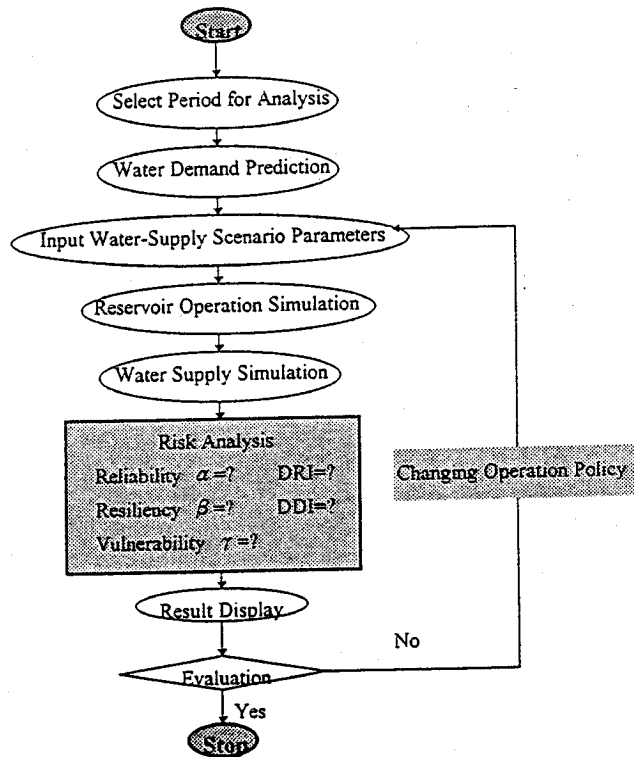 Start
Select Period for Analysis
Water Demand Prediction
Input Water-Supply Scenario Parameters
Reservoir Operation Simulation
Water Supply Simulation
Risk Analysis
Reliability α=? DRI=?
Resiliency β=? DDI=?
Vulnerability γ=?
Changing Operation Policy
Result Display
No
Evaluation
Yes
Stop